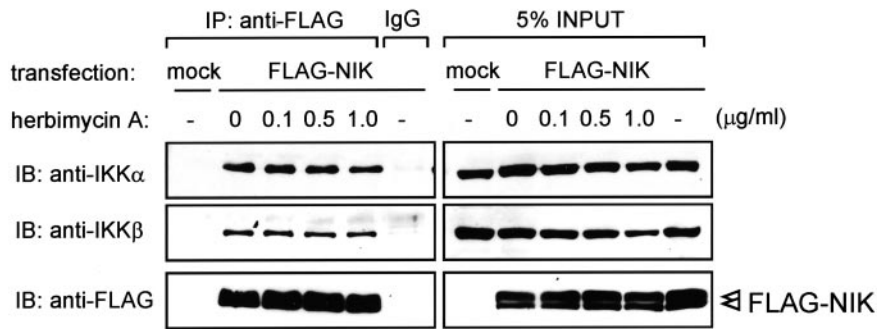 IP: anti-FLAG IgG 5% INPUT
transfection: mock FLAG-NIK mock FLAG-NIK
herbimycin A: - 0 0.1 0.5 1.0 - - 0 0.1 0.5 1.0 - (μg/ml)
IB: anti-IKKα
IB: anti-IKKβ
IB: anti-FLAG FLAG-NIK